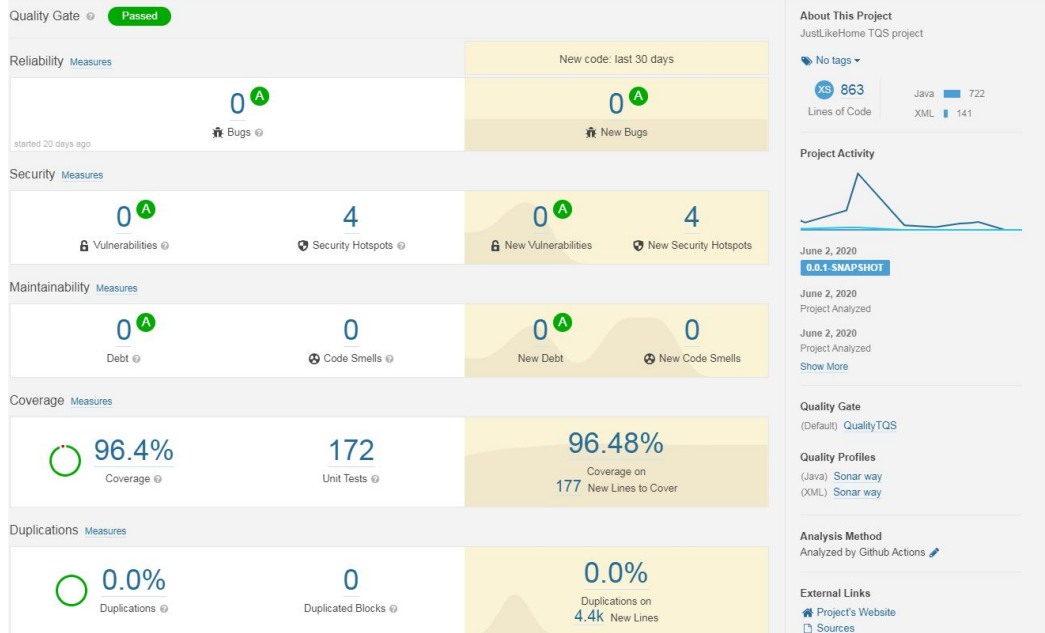 Quality Gate Passed
Reliability Measures
New code: last 30 days
0 A
Bugs
started 20 days ago
0 A
New Bugs
Security Measures
0 A
Vulnerabilities
4
Security Hotspots
0 A
New Vulnerabilities
4
New Security Hotspots
Maintainability Measures
0 A
Debt
0
Code Smells
0 A
New Debt
0
New Code Smells
Coverage Measures
96.4%
Coverage
172
Unit Tests
96.48%
Coverage on
177 New Lines to Cover
Duplications Measures
0.0%
Duplications
0
Duplicated Blocks
0.0%
Duplications on
4.4k New Lines
About This Project
JustLikeHome TQS project
No tags
XS 863
Lines of Code
Java 722
XML 141
Project Activity
June 2, 2020
0.0.1-SNAPSHOT
June 2, 2020
Project Analyzed
June 2, 2020
Project Analyzed
Show More
Quality Gate
(Default) QualityTQS
Quality Profiles
(Java) Sonar way
(XML) Sonar way
Analysis Method
Analyzed by Github Actions
External Links
Project's Website
Sources